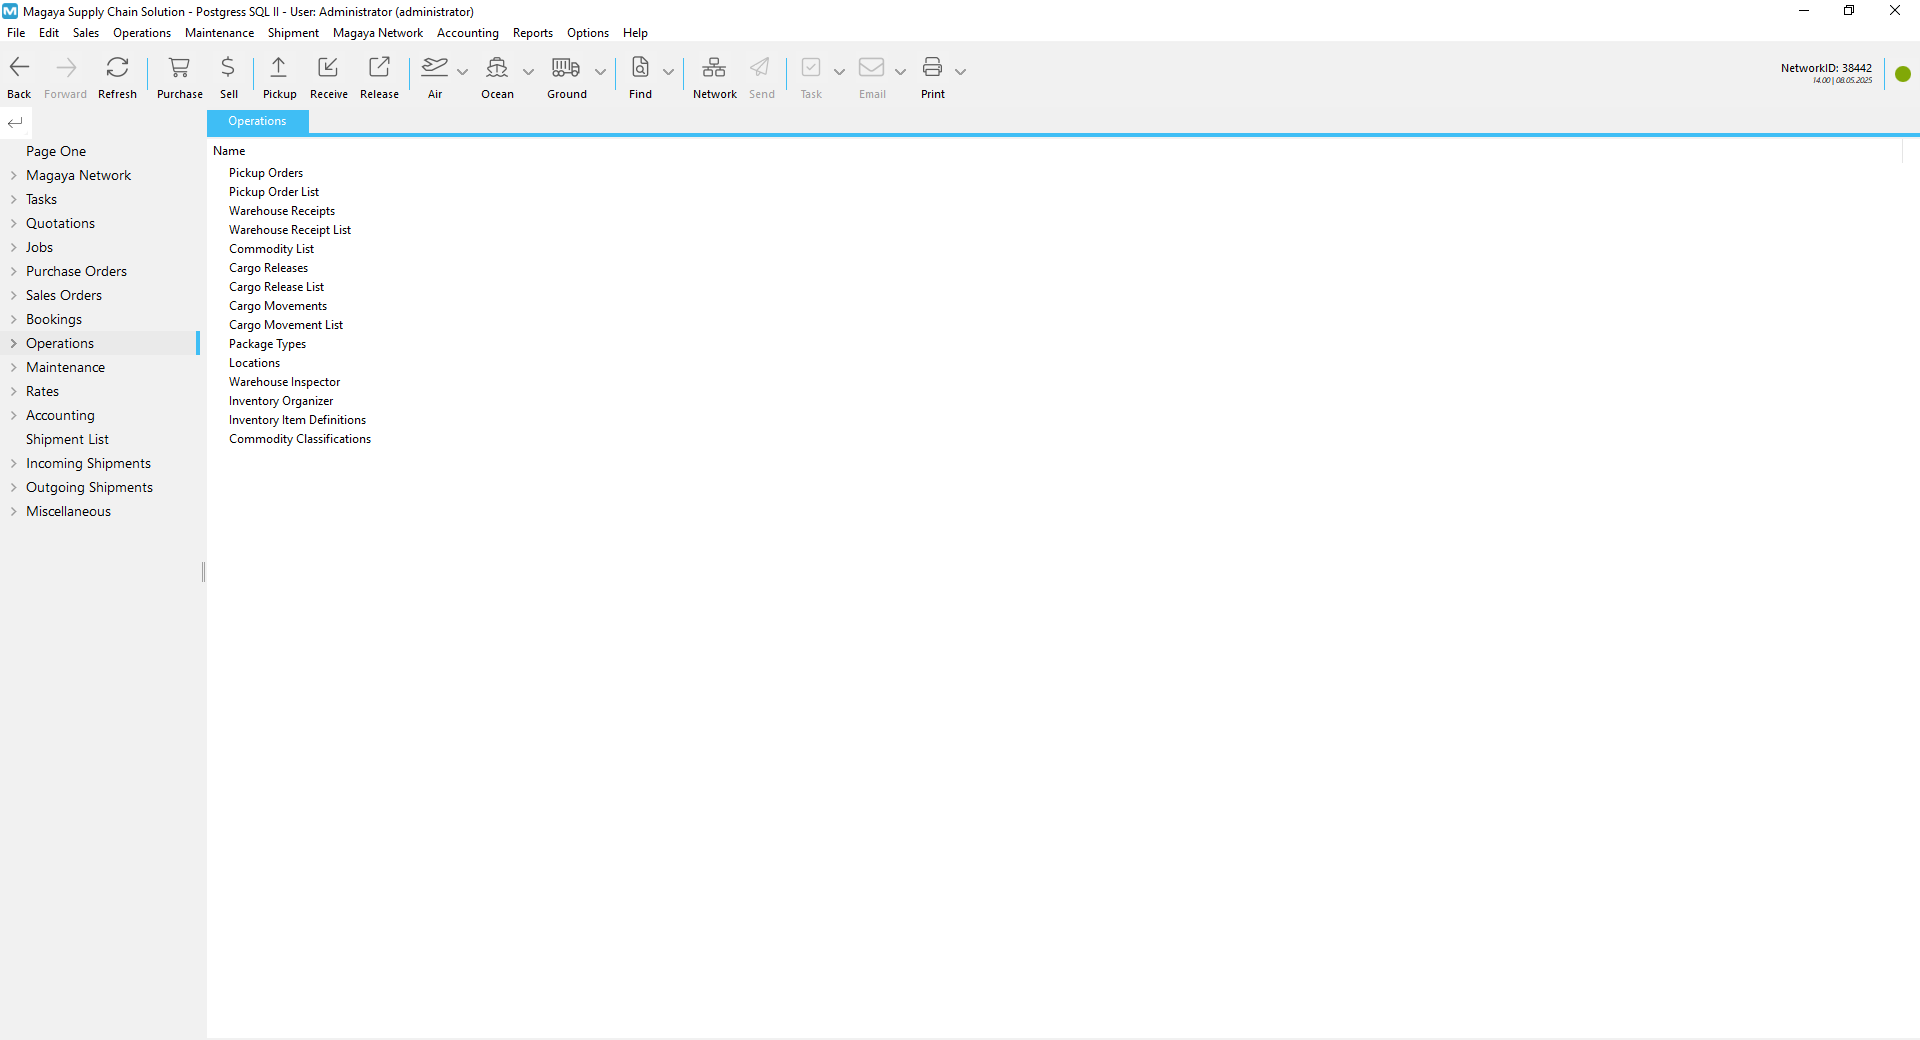 Magaya Supply Chain Solution - Postgress SQL II - User: Administrator (administrator)
File Edit Sales Operations Maintenance Shipment Magaya Network Accounting Reports Options Help
Back Forward Refresh Purchase Sell Pickup Receive Release Air Ocean Ground Find Network Send Task Email Print
NetworkID: 38442
14.00 | 08.05.2025
Page One
Magaya Network
Tasks
Quotations
Jobs
Purchase Orders
Sales Orders
Bookings
Operations
Maintenance
Rates
Accounting
Shipment List
Incoming Shipments
Outgoing Shipments
Miscellaneous
Operations
Name
Pickup Orders
Pickup Order List
Warehouse Receipts
Warehouse Receipt List
Commodity List
Cargo Releases
Cargo Release List
Cargo Movements
Cargo Movement List
Package Types
Locations
Warehouse Inspector
Inventory Organizer
Inventory Item Definitions
Commodity Classifications